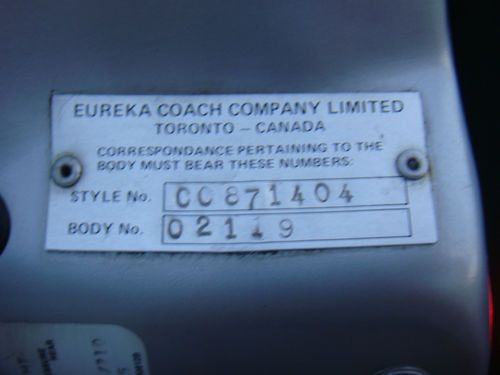 EUREKA COACH COMPANY LIMITED
TORONTO – CANADA
CORRESPONDANCE PERTAINING TO THE
BODY MUST BEAR THESE NUMBERS:
STYLE No. CC871404
BODY No. 02119